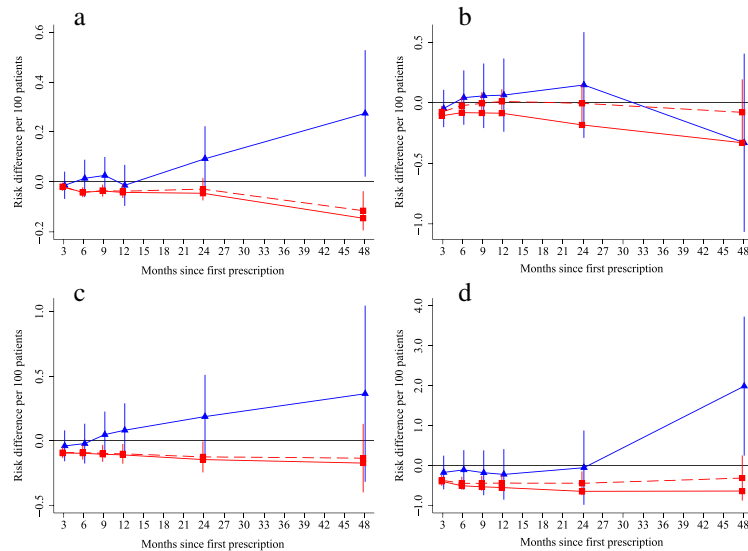 a
Risk difference per 100 patients
0.6
0.4
0.2
0.0
−0.2
3 6 9 12 15 18 21 24 27 30 33 36 39 42 45 48
Months since first prescription
b
Risk difference per 100 patients
0.5
0.0
−0.5
−1.0
3 6 9 12 15 18 21 24 27 30 33 36 39 42 45 48
Months since first prescription
c
Risk difference per 100 patients
1.0
0.5
0.0
−0.5
3 6 9 12 15 18 21 24 27 30 33 36 39 42 45 48
Months since first prescription
d
Risk difference per 100 patients
4.0
2.0
1.0
0.0
−1.0
3 6 9 12 15 18 21 24 27 30 33 36 39 42 45 48
Months since first prescription